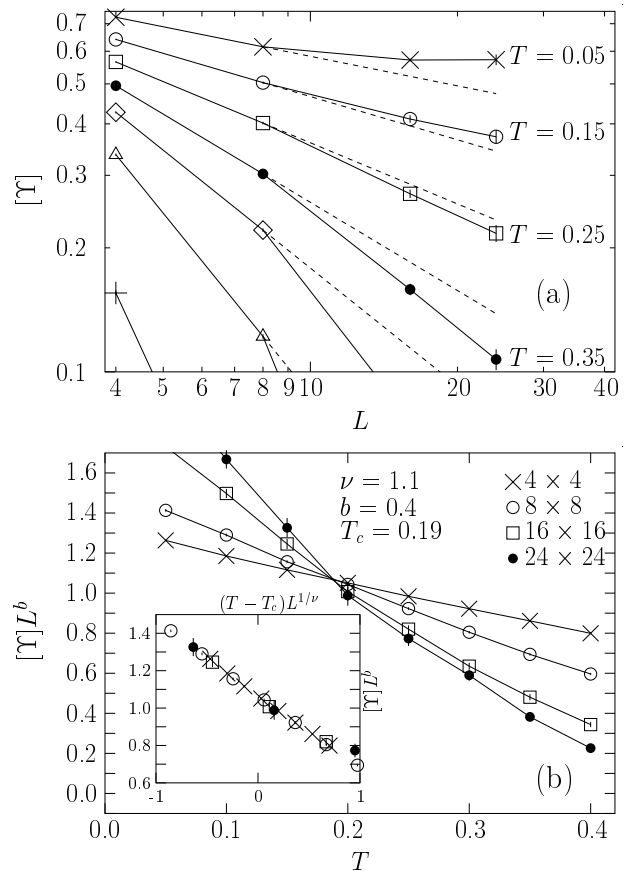 0.7
0.6
0.5
0.4
0.3
0.2
0.1
[ϒ]
T = 0.05
T = 0.15
T = 0.25
T = 0.35
(a)
4 5 6 7 8 9 10 20 30 40
L
1.6
1.4
1.2
1.0
0.8
0.6
0.4
0.2
0.0
[ϒ]L^b
ν = 1.1
b = 0.4
T_c = 0.19
4 × 4
8 × 8
16 × 16
24 × 24
(T − T_c)L^{1/ν}
1.4
1.2
1.0
0.8
0.6
[ϒ]L^b
-1 0 1
(b)
0.0 0.1 0.2 0.3 0.4
T